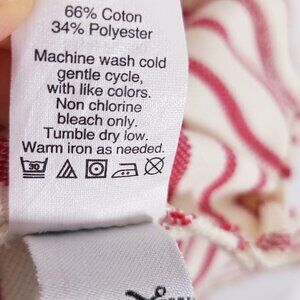 66% Coton
34% Polyester
Machine wash cold
gentle cycle,
with like colors.
Non chlorine
bleach only.
Tumble dry low.
Warm iron as needed.
30